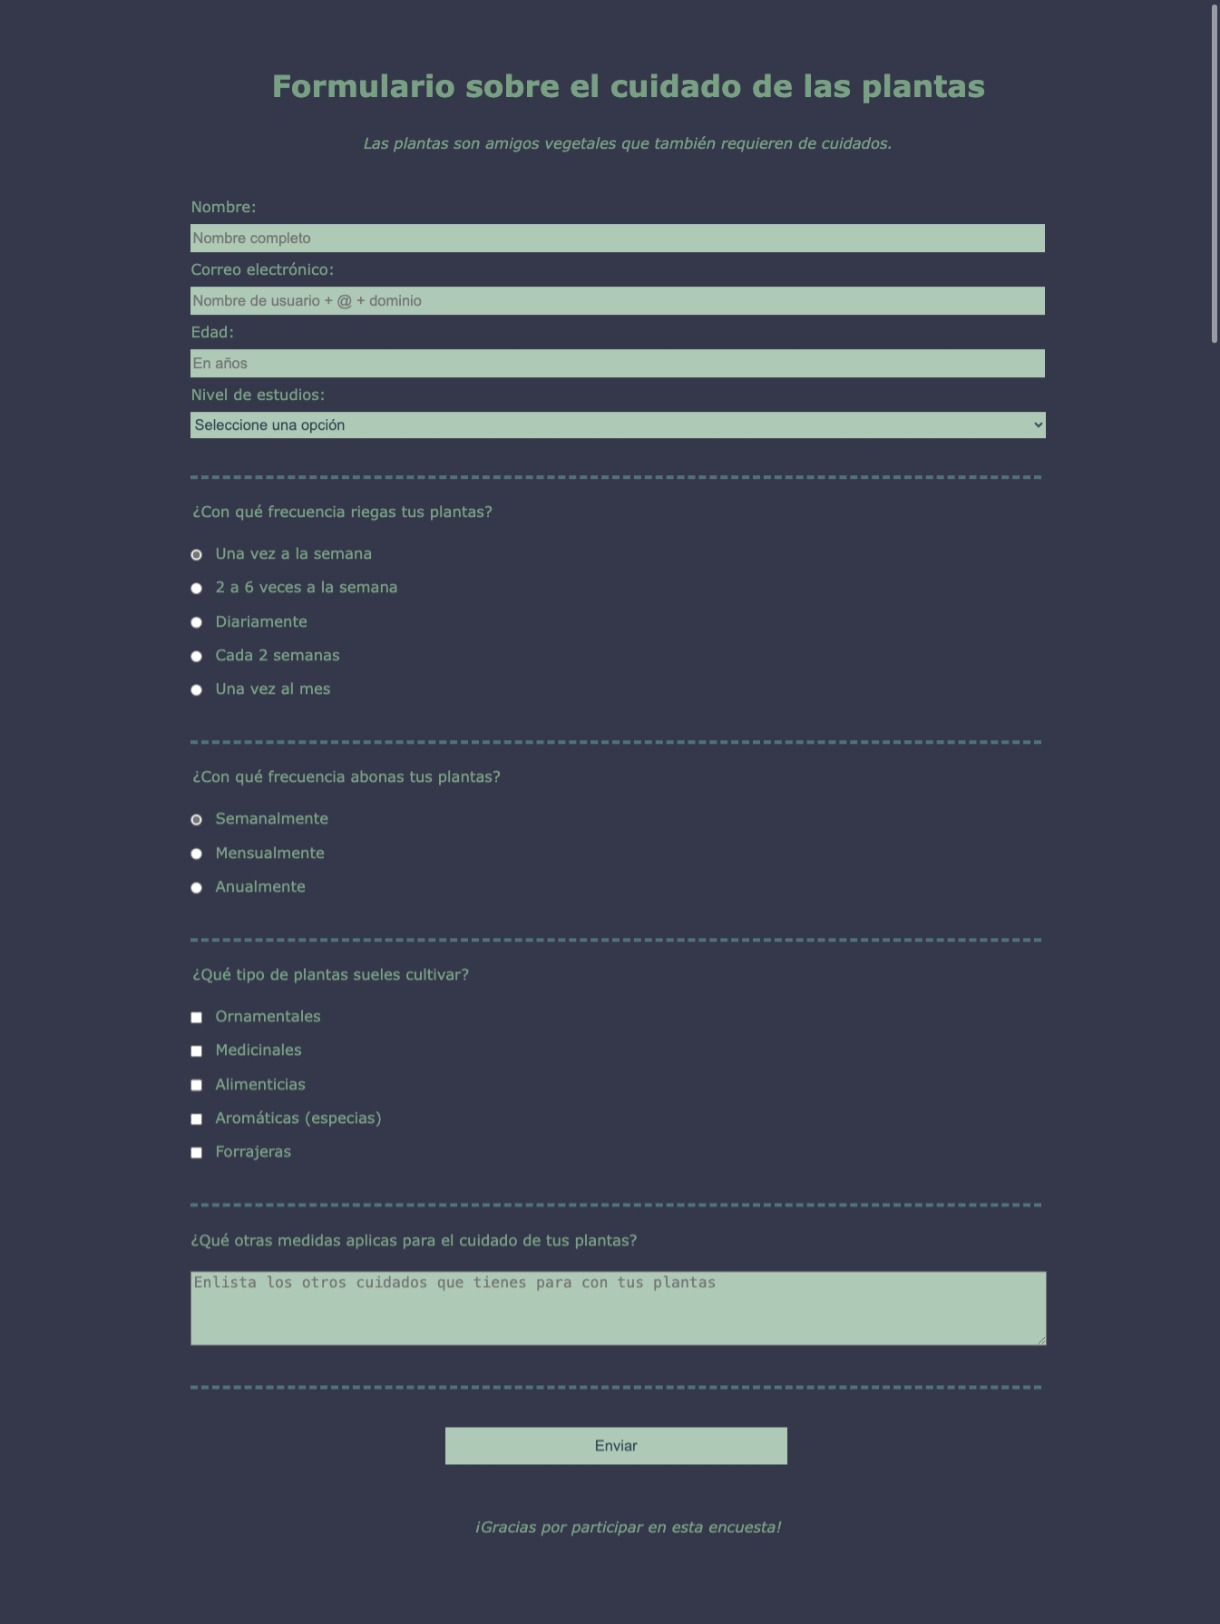 Formulario sobre el cuidado de las plantas
Las plantas son amigos vegetales que también requieren de cuidados.
Nombre:
Nombre completo
Correo electrónico:
Nombre de usuario + @ + dominio
Edad:
En años
Nivel de estudios:
Seleccione una opción
¿Con qué frecuencia riegas tus plantas?
Una vez a la semana
2 a 6 veces a la semana
Diariamente
Cada 2 semanas
Una vez al mes
¿Con qué frecuencia abonas tus plantas?
Semanalmente
Mensualmente
Anualmente
¿Qué tipo de plantas sueles cultivar?
Ornamentales
Medicinales
Alimenticias
Aromáticas (especias)
Forrajeras
¿Qué otras medidas aplicas para el cuidado de tus plantas?
Enlista los otros cuidados que tienes para con tus plantas
Enviar
¡Gracias por participar en esta encuesta!